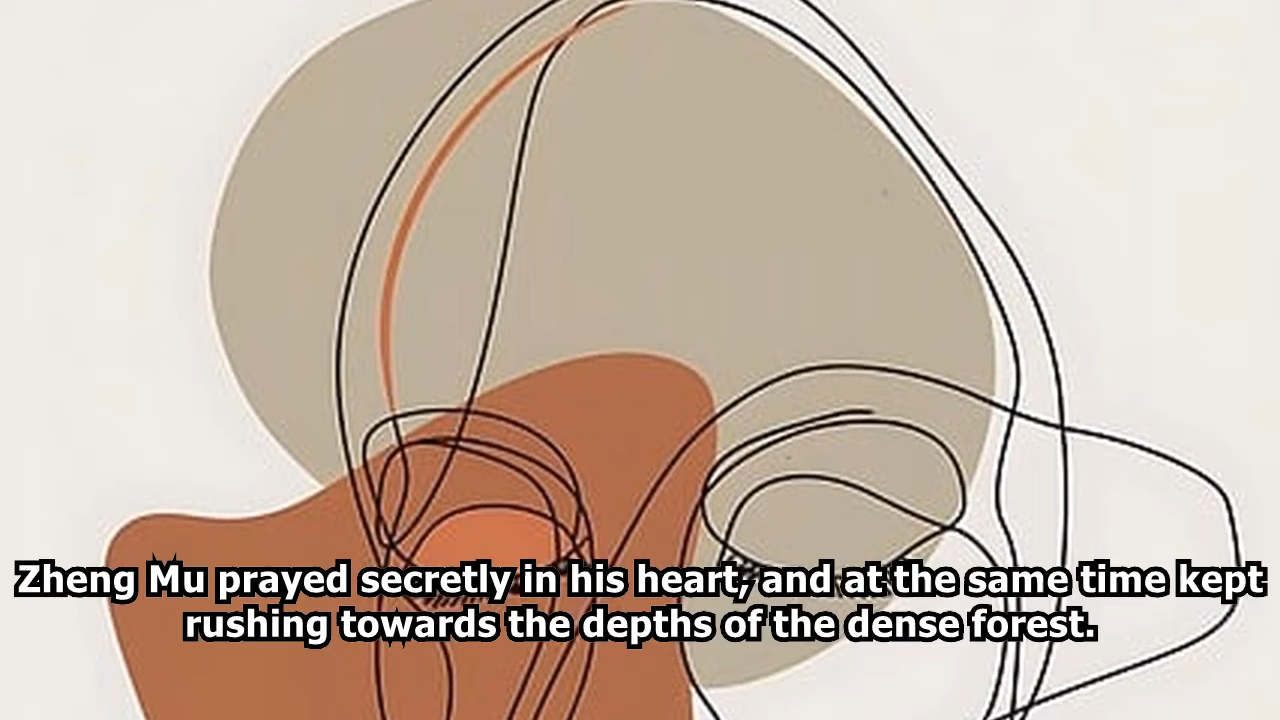 Zheng Mu prayed secretly in his heart, and at the same time kept
rushing towards the depths of the dense forest.